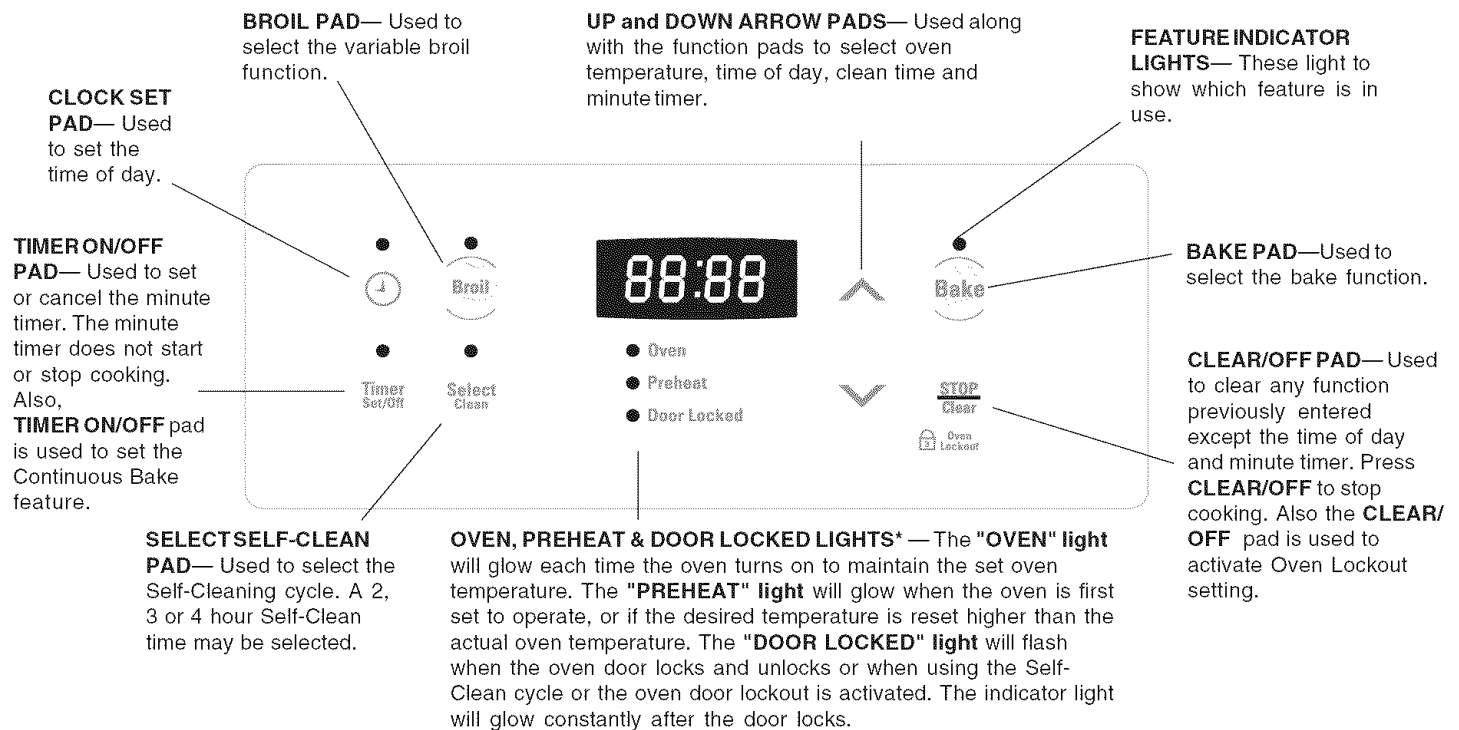 BROIL PAD— Used to
select the variable broil
function.
UP and DOWN ARROW PADS— Used along
with the function pads to select oven
temperature, time of day, clean time and
minute timer.
FEATURE INDICATOR
LIGHTS— These light to
show which feature is in
use.
CLOCK SET
PAD— Used
to set the
time of day.
TIMER ON/OFF
PAD— Used to set
or cancel the minute
timer. The minute
timer does not start
or stop cooking.
Also,
TIMER ON/OFF pad
is used to set the
Continuous Bake
feature.
Broil
88:88
Bake
BAKE PAD—Used to
select the bake function.
Timer
Set/Off
Select
Clean
Oven
Preheat
Door Locked
STOP
Clear
Oven
Lockout
CLEAR/OFF PAD— Used
to clear any function
previously entered
except the time of day
and minute timer. Press
CLEAR/OFF to stop
cooking. Also the CLEAR/
OFF pad is used to
activate Oven Lockout
setting.
SELECT SELF-CLEAN
PAD— Used to select the
Self-Cleaning cycle. A 2,
3 or 4 hour Self-Clean
time may be selected.
OVEN, PREHEAT & DOOR LOCKED LIGHTS* — The "OVEN" light
will glow each time the oven turns on to maintain the set oven
temperature. The "PREHEAT" light will glow when the oven is first
set to operate, or if the desired temperature is reset higher than the
actual oven temperature. The "DOOR LOCKED" light will flash
when the oven door locks and unlocks or when using the Self-
Clean cycle or the oven door lockout is activated. The indicator light
will glow constantly after the door locks.